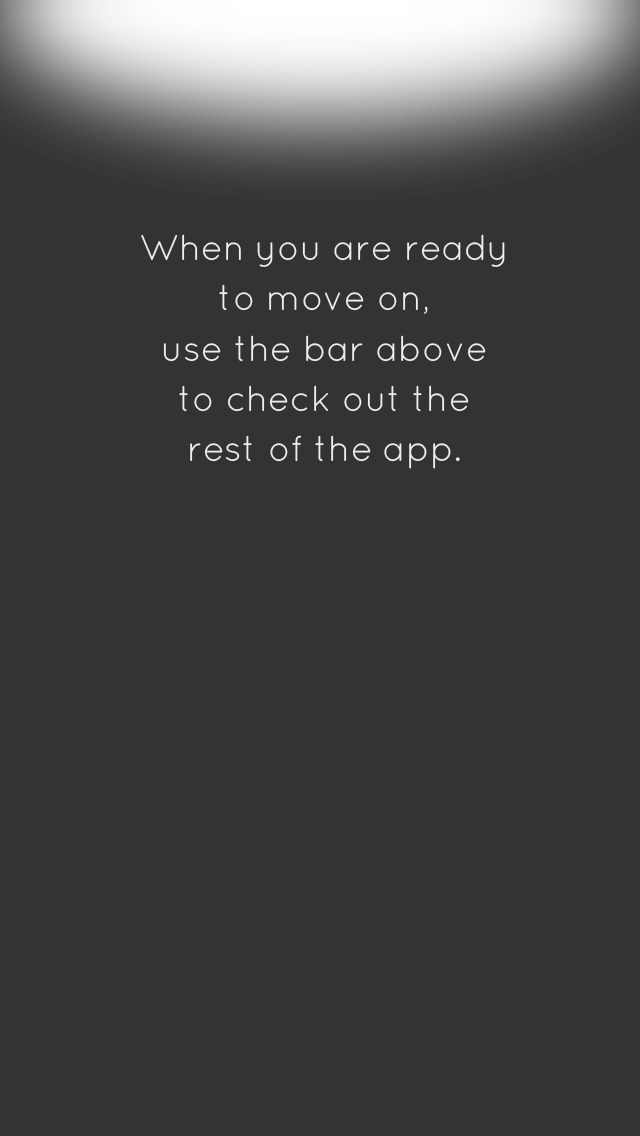 When you are ready
to move on,
use the bar above
to check out the
rest of the app.